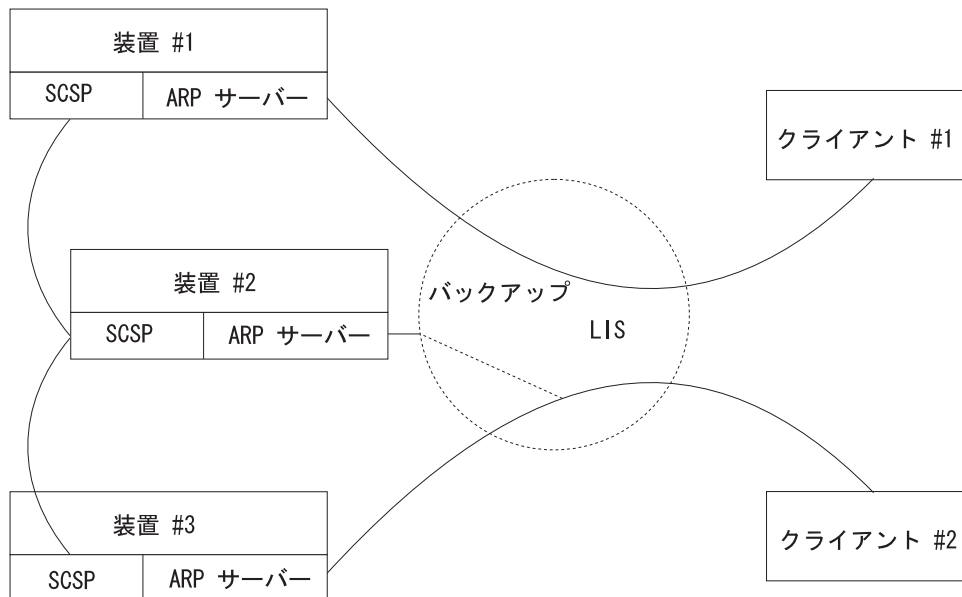 装置 #1
SCSP
ARP サーバー
クライアント #1
装置 #2
SCSP
ARP サーバー
バックアップ
LIS
装置 #3
SCSP
ARP サーバー
クライアント #2